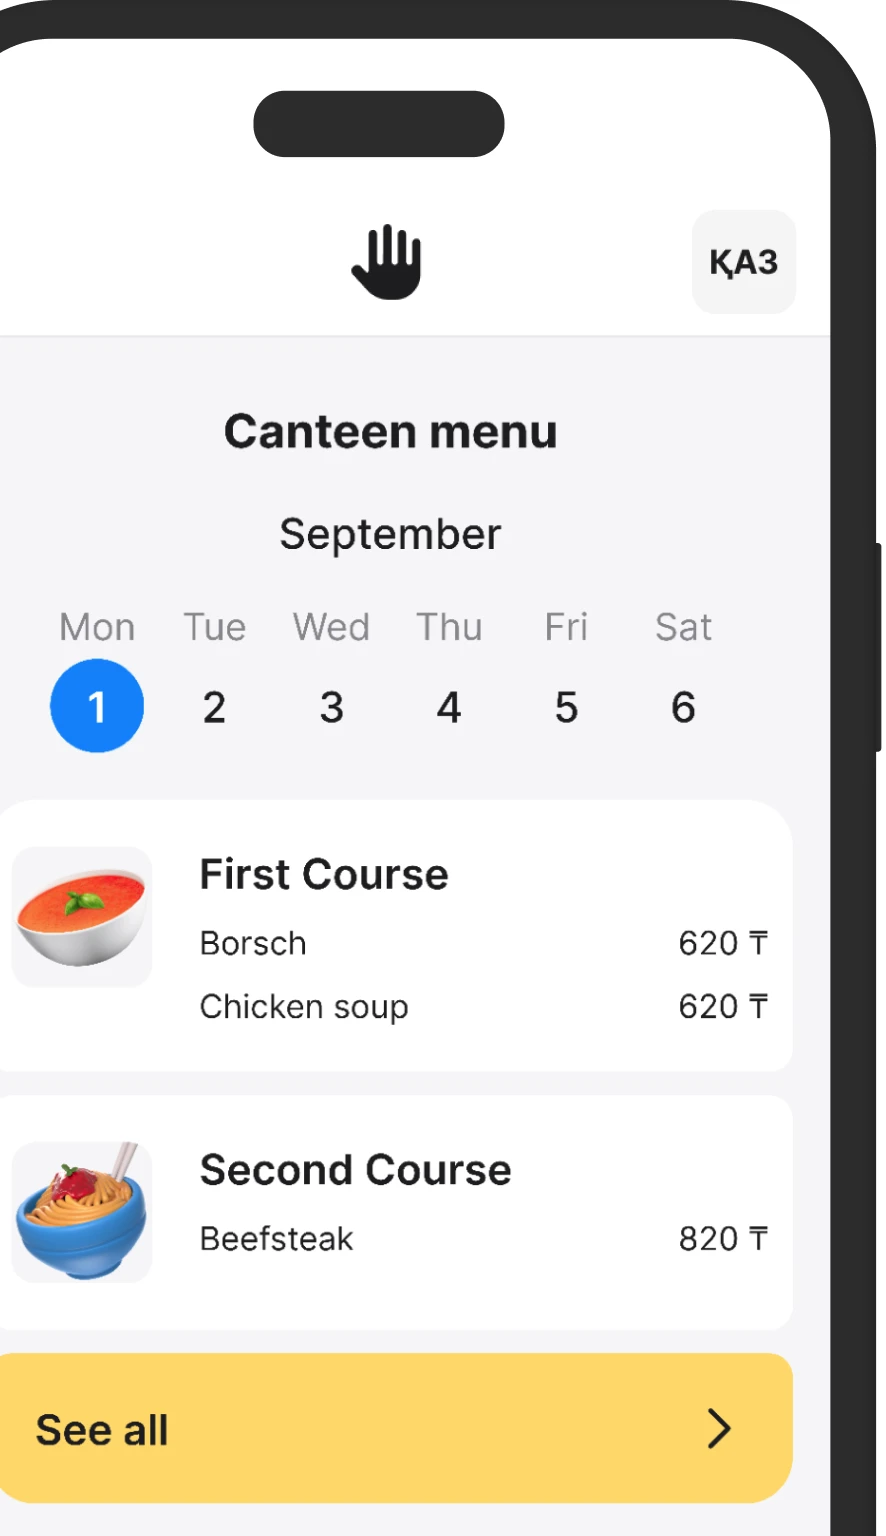 ҚАЗ
Canteen menu
September
Mon Tue Wed Thu Fri Sat
1 2 3 4 5 6
First Course
Borsch 620 ₸
Chicken soup 620 ₸
Second Course
Beefsteak 820 ₸
See all